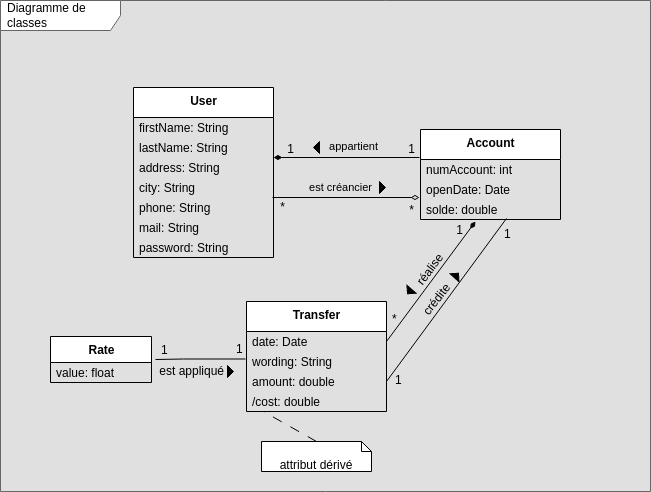 Diagramme de
classes
User
firstName: String
lastName: String
address: String
city: String
phone: String
mail: String
password: String
1
appartient
1
est créancier
*
*
Account
numAccount: int
openDate: Date
solde: double
1
1
réalise
crédite
*
1
Transfer
date: Date
wording: String
amount: double
/cost: double
Rate
value: float
1
1
est appliqué
attribut dérivé